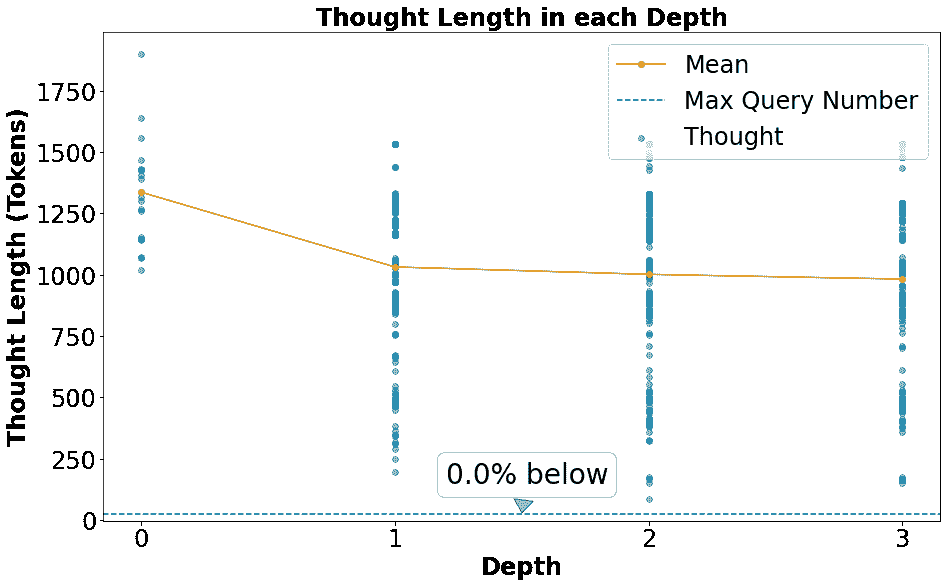 Thought Length in each Depth
Thought Length (Tokens)
1750
1500
1250
1000
750
500
250
0
Mean
Max Query Number
Thought
0.0% below
0 1 2 3
Depth